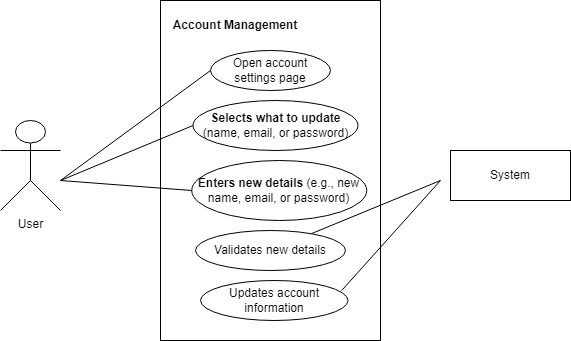 Account Management
Open account
settings page
Selects what to update
(name, email, or password)
Enters new details (e.g., new
name, email, or password)
System
User
Validates new details
Updates account
information